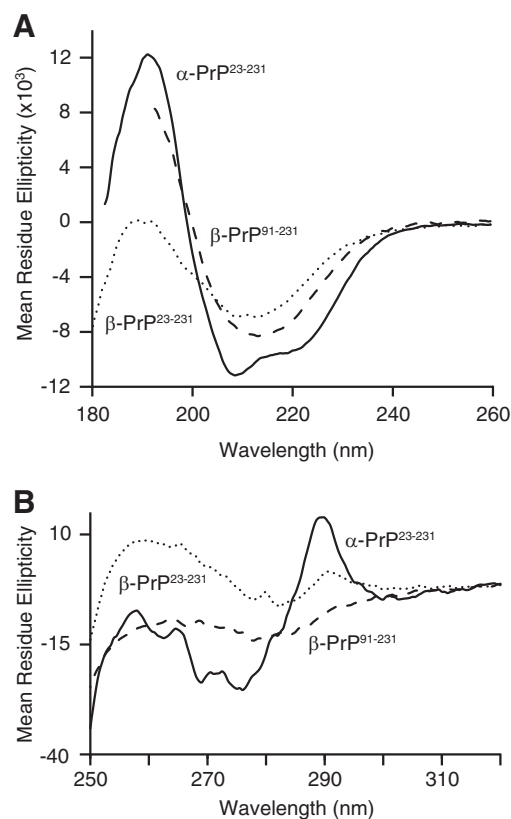 A
12
8
4
0
-4
-8
-12
Mean Residue Ellipticity (x10³)
α-PrP²³⁻²³¹
β-PrP⁹¹⁻²³¹
β-PrP²³⁻²³¹
180 200 220 240 260
Wavelength (nm)
B
10
-15
-40
Mean Residue Ellipticity
α-PrP²³⁻²³¹
β-PrP²³⁻²³¹
β-PrP⁹¹⁻²³¹
250 270 290 310
Wavelength (nm)